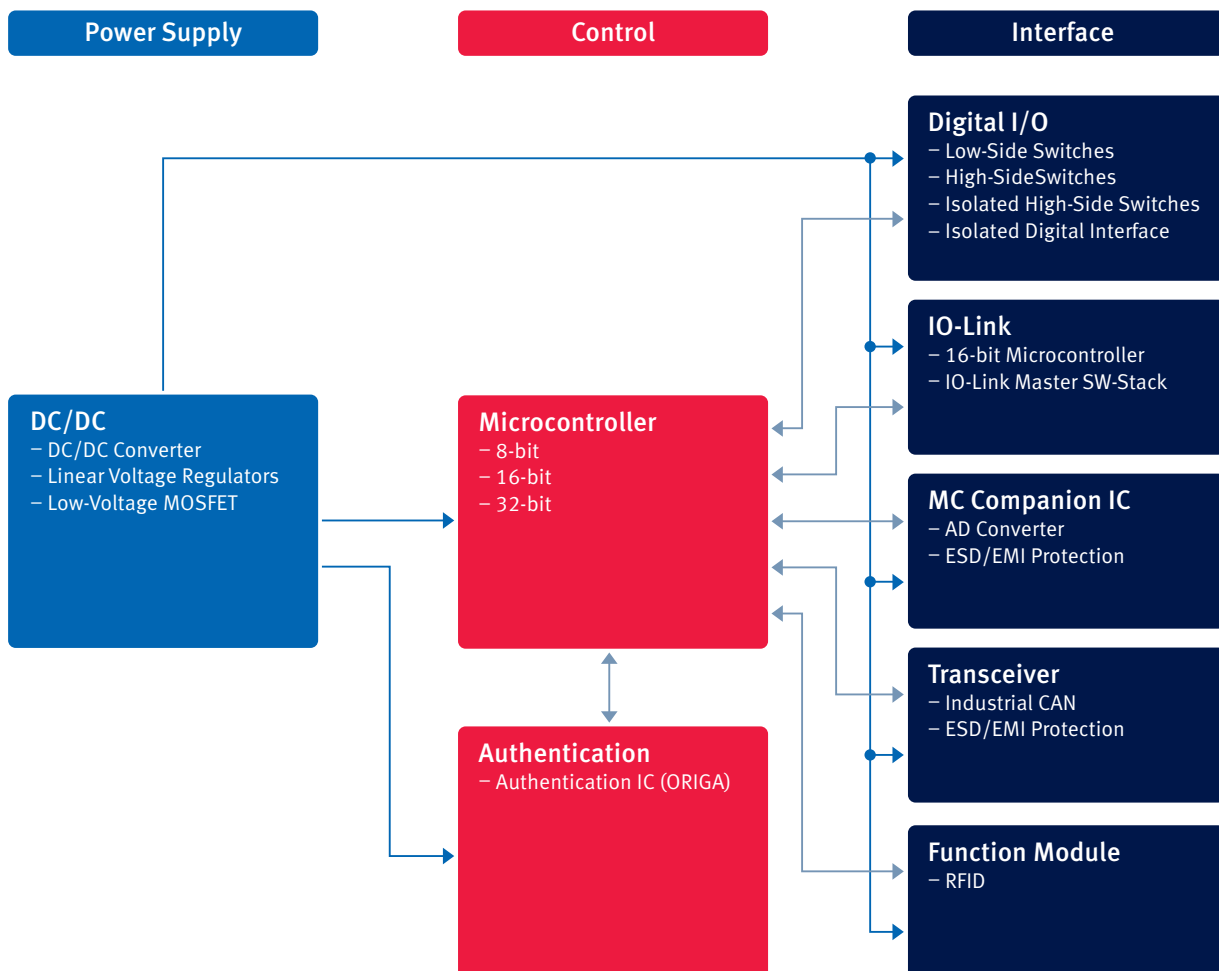 Power Supply
Control
Interface
DC/DC
– DC/DC Converter
– Linear Voltage Regulators
– Low-Voltage MOSFET
Microcontroller
– 8-bit
– 16-bit
– 32-bit
Authentication
– Authentication IC (ORIGA)
Digital I/O
– Low-Side Switches
– High-SideSwitches
– Isolated High-Side Switches
– Isolated Digital Interface
IO-Link
– 16-bit Microcontroller
– IO-Link Master SW-Stack
MC Companion IC
– AD Converter
– ESD/EMI Protection
Transceiver
– Industrial CAN
– ESD/EMI Protection
Function Module
– RFID